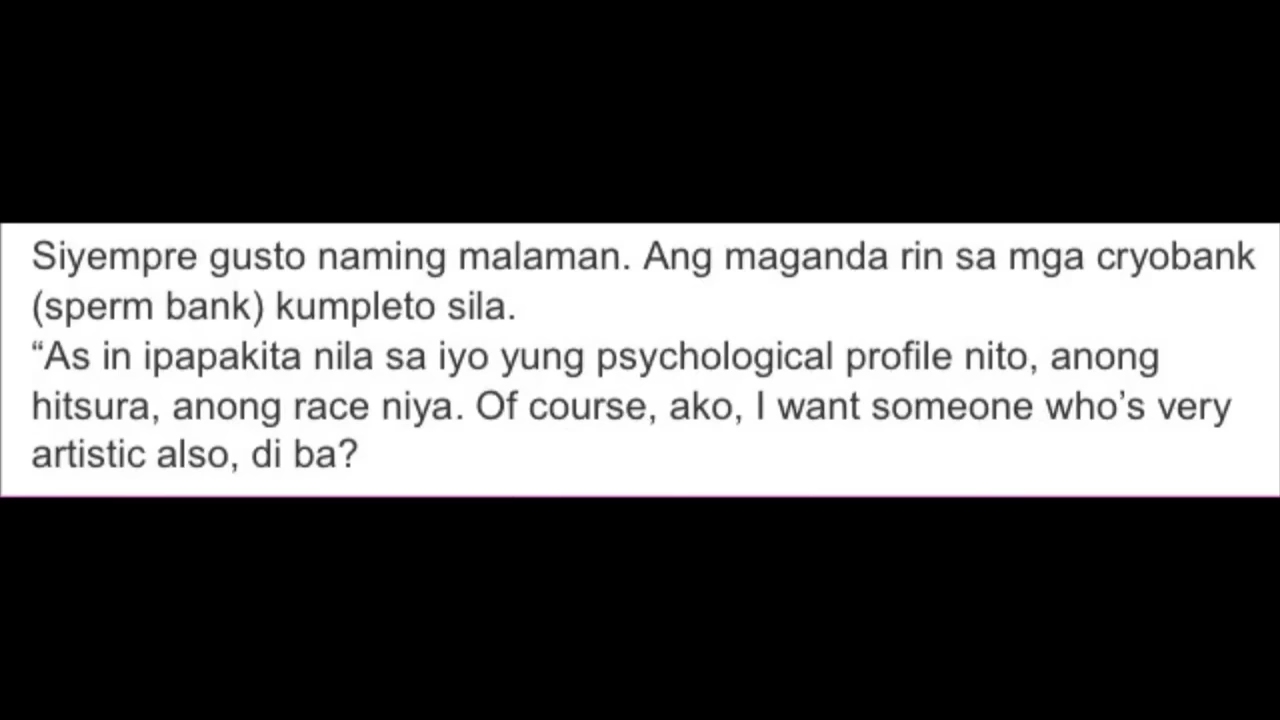 Siyempre gusto naming malaman. Ang maganda rin sa mga cryobank
(sperm bank) kumpleto sila.
“As in ipapakita nila sa iyo yung psychological profile nito, anong
hitsura, anong race niya. Of course, ako, I want someone who’s very
artistic also, di ba?